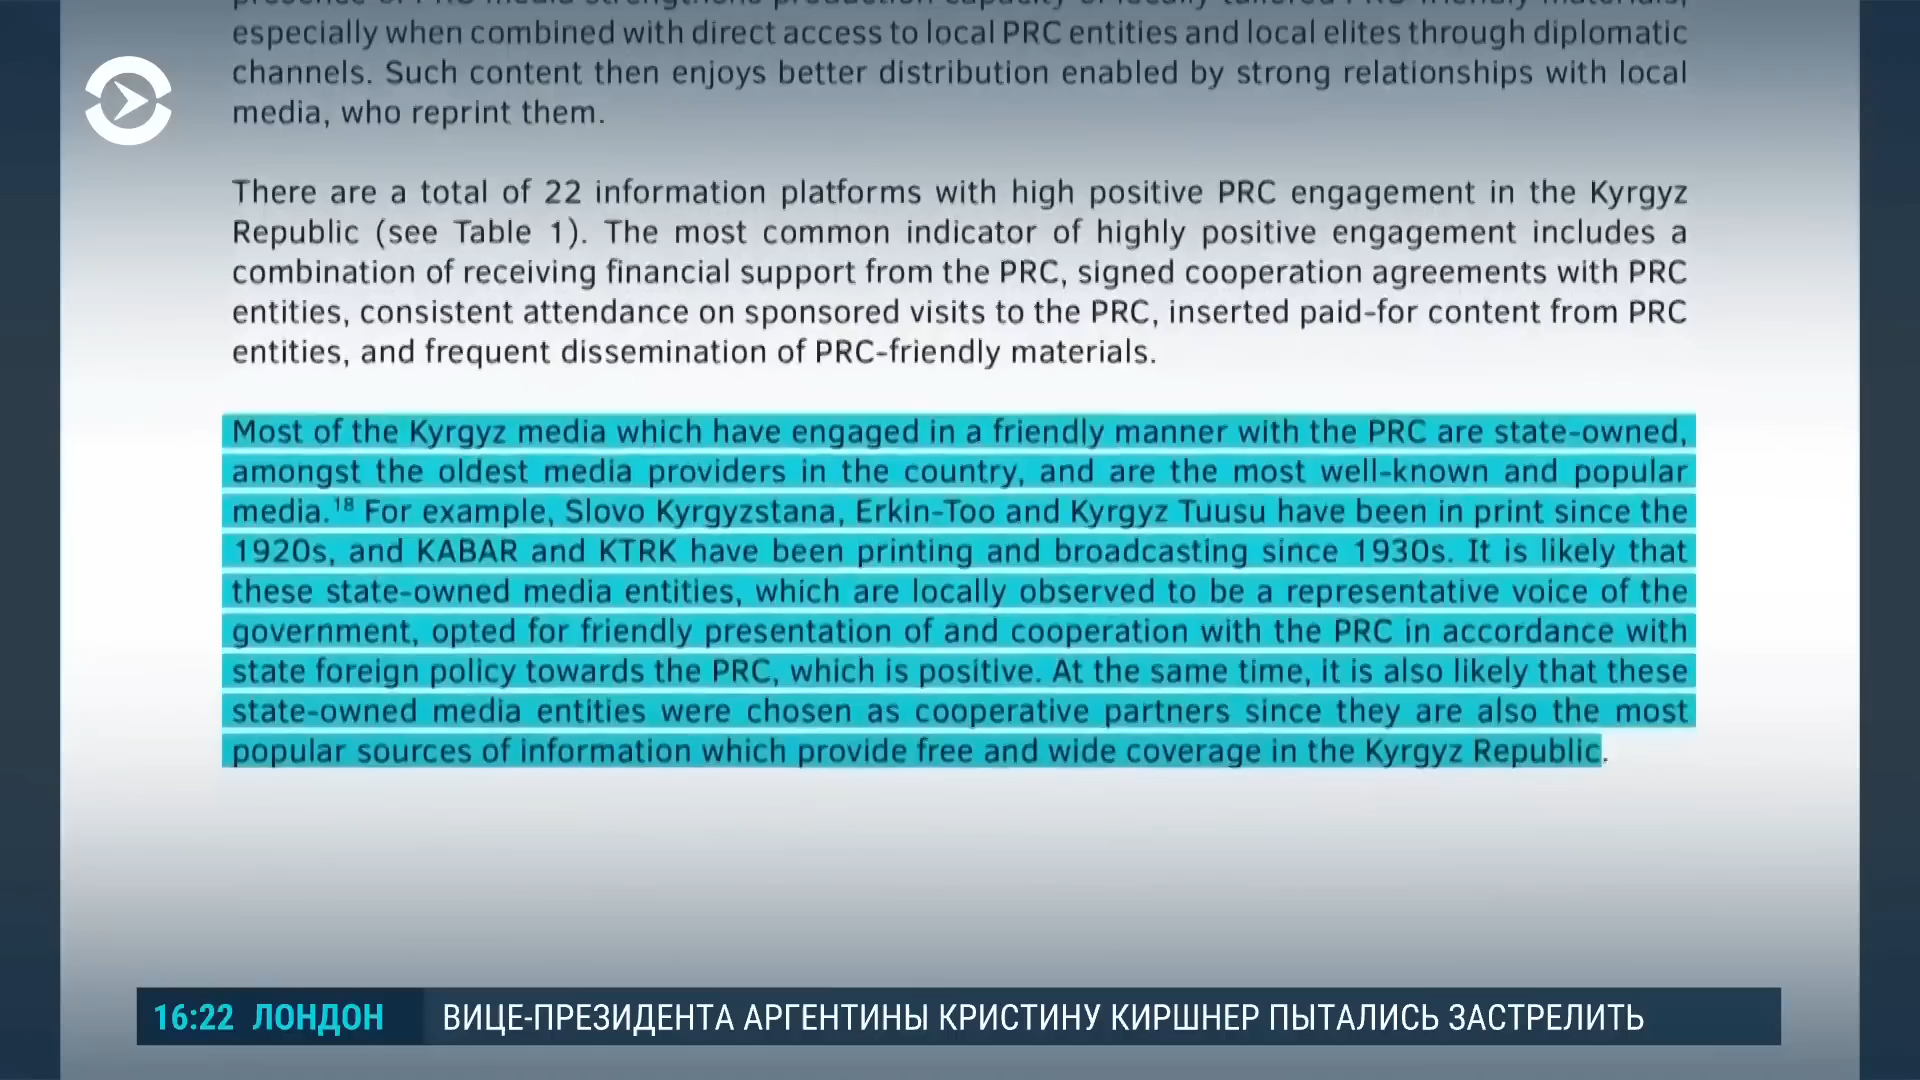 especially when combined with direct access to local PRC entities and local elites through diplomatic
channels. Such content then enjoys better distribution enabled by strong relationships with local
media, who reprint them.
There are a total of 22 information platforms with high positive PRC engagement in the Kyrgyz
Republic (see Table 1). The most common indicator of highly positive engagement includes a
combination of receiving financial support from the PRC, signed cooperation agreements with PRC
entities, consistent attendance on sponsored visits to the PRC, inserted paid-for content from PRC
entities, and frequent dissemination of PRC-friendly materials.
Most of the Kyrgyz media which have engaged in a friendly manner with the PRC are state-owned,
amongst the oldest media providers in the country, and are the most well-known and popular
media.¹⁸ For example, Slovo Kyrgyzstana, Erkin-Too and Kyrgyz Tuusu have been in print since the
1920s, and KABAR and KTRK have been printing and broadcasting since 1930s. It is likely that
these state-owned media entities, which are locally observed to be a representative voice of the
government, opted for friendly presentation of and cooperation with the PRC in accordance with
state foreign policy towards the PRC, which is positive. At the same time, it is also likely that these
state-owned media entities were chosen as cooperative partners since they are also the most
popular sources of information which provide free and wide coverage in the Kyrgyz Republic.
16:22 ЛОНДОН ВИЦЕ-ПРЕЗИДЕНТА АРГЕНТИНЫ КРИСТИНУ КИРШНЕР ПЫТАЛИСЬ ЗАСТРЕЛИТЬ